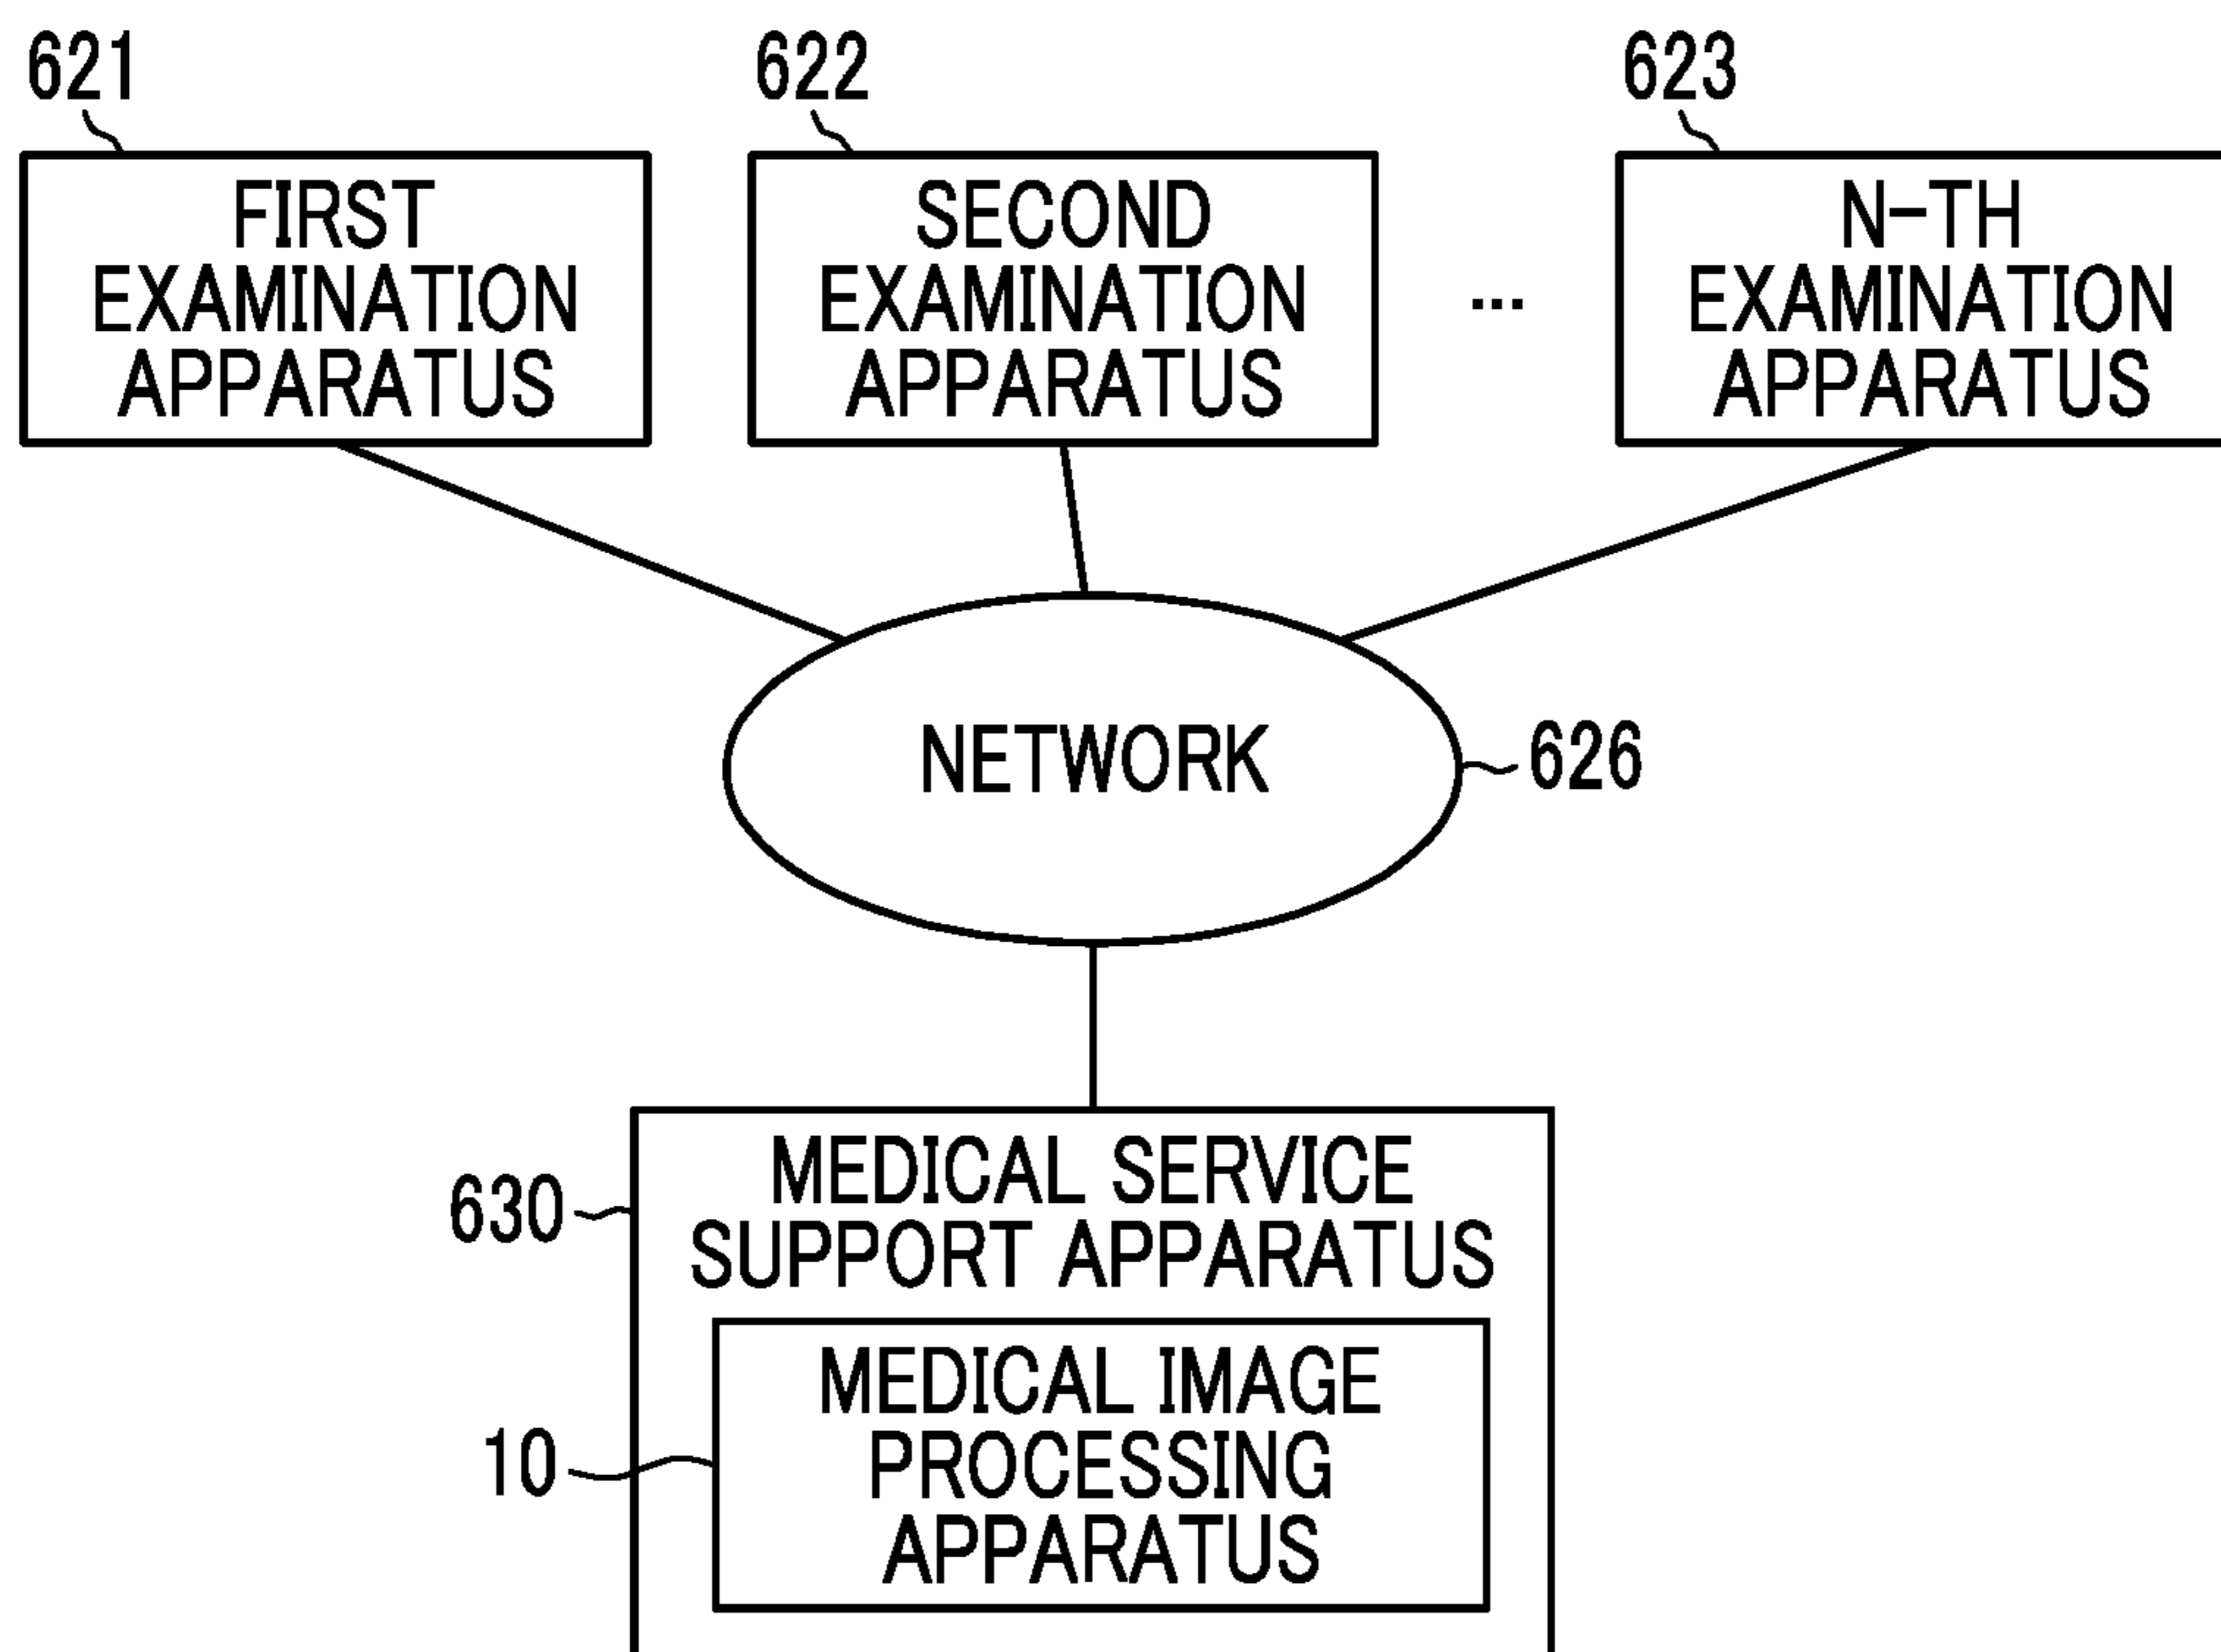 621
622
623
FIRST
EXAMINATION
APPARATUS
SECOND
EXAMINATION
APPARATUS
...
N-TH
EXAMINATION
APPARATUS
NETWORK
626
630
MEDICAL SERVICE
SUPPORT APPARATUS
10
MEDICAL IMAGE
PROCESSING
APPARATUS